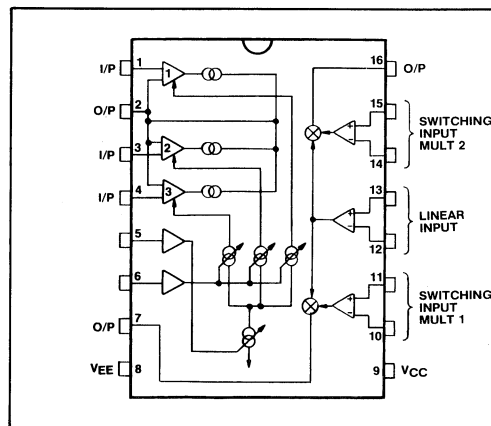 I/P 1 1
O/P 2
I/P 3 2
I/P 4 3
5
6
O/P 7
VEE 8
16 O/P
15 + −
14
SWITCHING
INPUT
MULT 2
13 + −
12
LINEAR
INPUT
11 + −
10
SWITCHING
INPUT
MULT 1
9 VCC